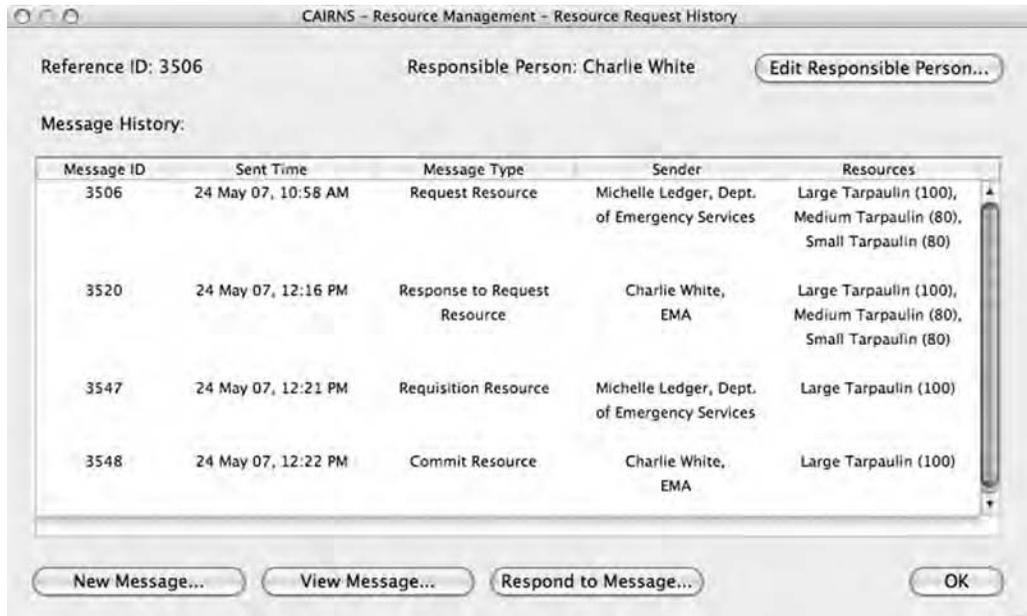 CAIRNS - Resource Management - Resource Request History
Reference ID: 3506 Responsible Person: Charlie White Edit Responsible Person...
Message History:
Message ID Sent Time Message Type Sender Resources
3506 24 May 07, 10:58 AM Request Resource Michelle Ledger, Dept. Large Tarpaulin (100),
of Emergency Services Medium Tarpaulin (80),
Small Tarpaulin (80)
3520 24 May 07, 12:16 PM Response to Request Charlie White, Large Tarpaulin (100),
Resource EMA Medium Tarpaulin (80),
Small Tarpaulin (80)
3547 24 May 07, 12:21 PM Requisition Resource Michelle Ledger, Dept. Large Tarpaulin (100)
of Emergency Services
3548 24 May 07, 12:22 PM Commit Resource Charlie White, Large Tarpaulin (100)
EMA
New Message... View Message... Respond to Message... OK